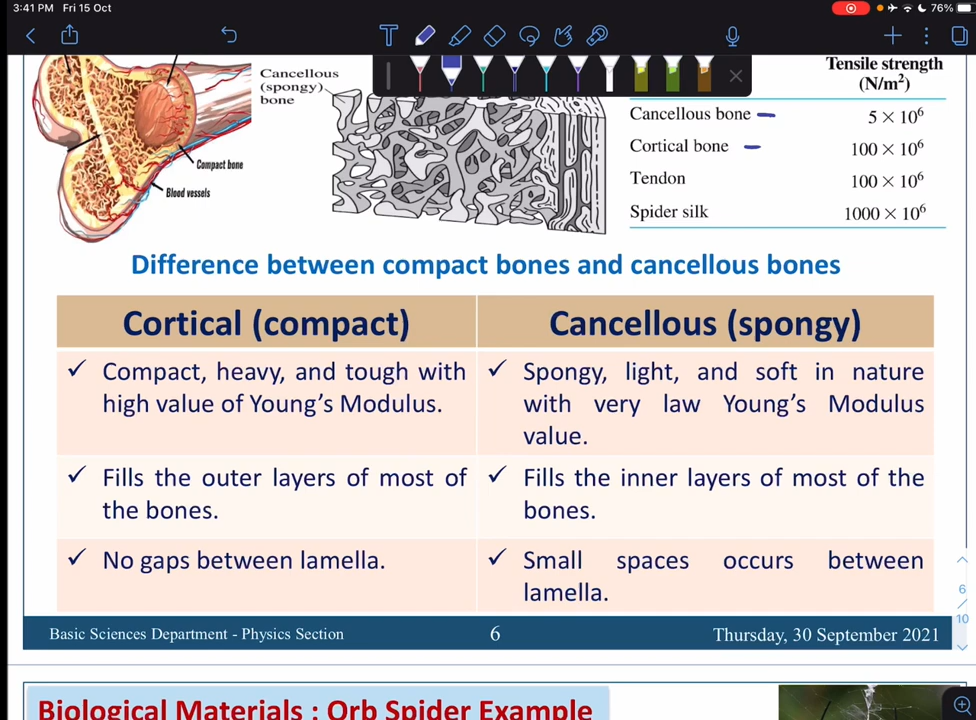 3:41 PM Fri 15 Oct
76%
Cancellous
(spongy)
bone
Compact bone
Blood vessels
Tensile strength
(N/m²)
Cancellous bone 5 × 10⁶
Cortical bone 100 × 10⁶
Tendon 100 × 10⁶
Spider silk 1000 × 10⁶
Difference between compact bones and cancellous bones
Cortical (compact)
✓ Compact, heavy, and tough with
high value of Young's Modulus.
✓ Fills the outer layers of most of
the bones.
✓ No gaps between lamella.
Cancellous (spongy)
✓ Spongy, light, and soft in nature
with very law Young's Modulus
value.
✓ Fills the inner layers of most of the
bones.
✓ Small spaces occurs between
lamella.
6
/
10
Basic Sciences Department - Physics Section 6 Thursday, 30 September 2021
Biological Materials : Orb Spider Example